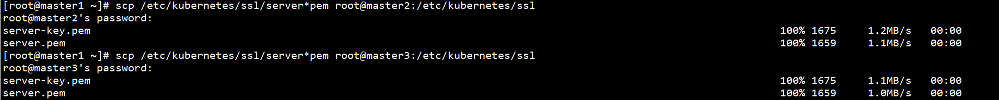 [root@master1 ~]# scp /etc/kubernetes/ssl/server*pem root@master2:/etc/kubernetes/ssl
root@master2's password:
server-key.pem 100% 1675 1.2MB/s 00:00
server.pem 100% 1659 1.1MB/s 00:00
[root@master1 ~]# scp /etc/kubernetes/ssl/server*pem root@master3:/etc/kubernetes/ssl
root@master3's password:
server-key.pem 100% 1675 1.1MB/s 00:00
server.pem 100% 1659 1.0MB/s 00:00